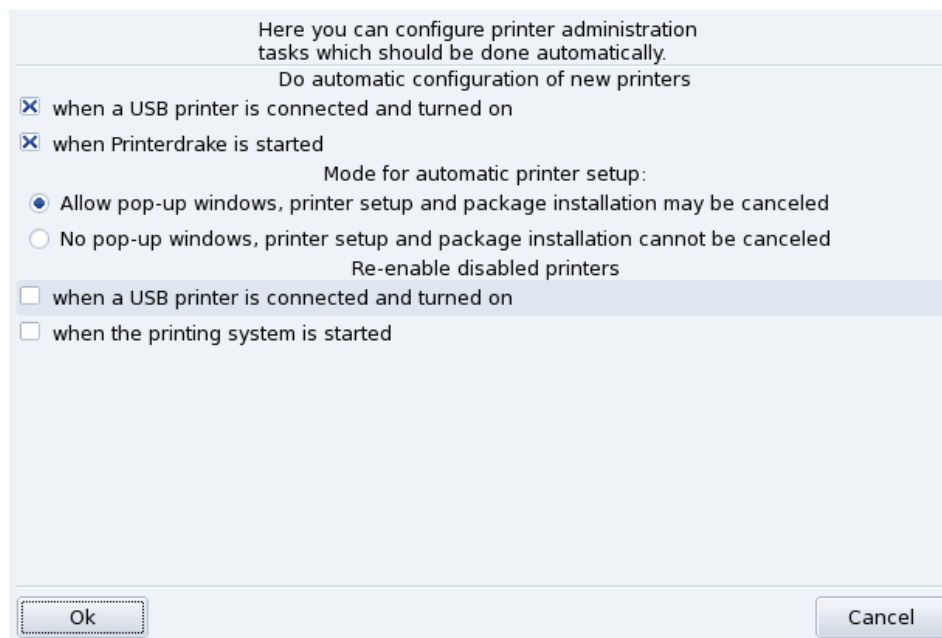 Here you can configure printer administration
tasks which should be done automatically.
Do automatic configuration of new printers
when a USB printer is connected and turned on
when Printerdrake is started
Mode for automatic printer setup:
Allow pop-up windows, printer setup and package installation may be canceled
No pop-up windows, printer setup and package installation cannot be canceled
Re-enable disabled printers
when a USB printer is connected and turned on
when the printing system is started
Ok
Cancel